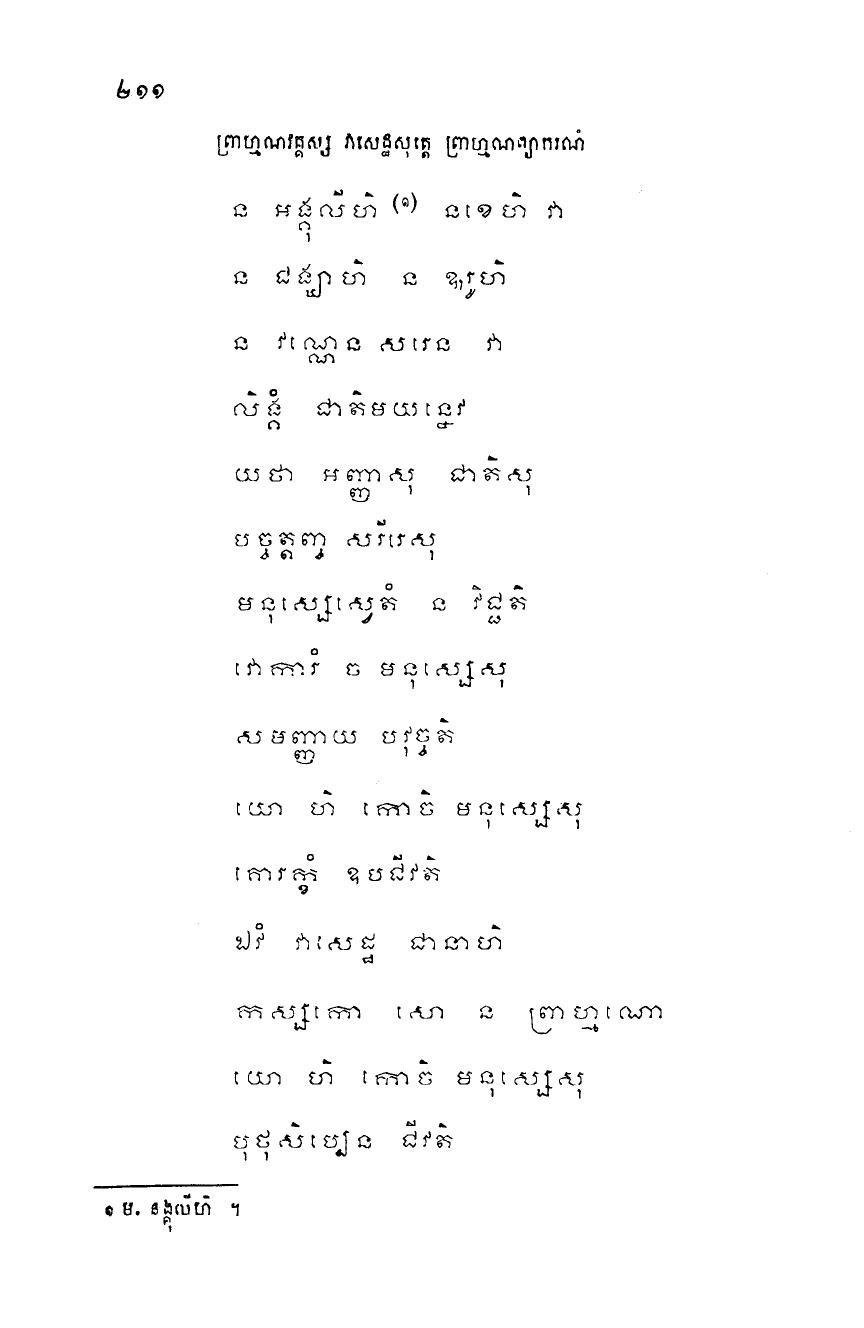 ២១១
ព្រាហ្មណវគ្គស្ស វាសេដ្ឋសុត្តេ ព្រាហ្មណព្យាករណំ
ន អង្គុលីហិ (១) នខេហិ វា
ន ជង្ឃាហិ ន ឩរូហិ
ន វណ្ណេន សរេន វា
លិង្គំ ជាតិមយន្នេវ
យថា អញ្ញាសុ ជាតិសុ
បច្ចត្តញ្ច សរីរេសុ
មនុស្សេស្វេតំ ន វិជ្ជតិ
វោការំ ច មនុស្សេសុ
សមញ្ញាយ បវុច្ចតិ
យោ ហិ កោចិ មនុស្សេសុ
គោរក្ខំ ឧបជីវតិ
ឯវំ វាសេដ្ឋ ជានាហិ
កស្សកោ សោ ន ព្រាហ្មណោ
យោ ហិ កោចិ មនុស្សេសុ
បុថុសិប្បេន ជីវតិ
១ ម. នង្គុលីហិ ។